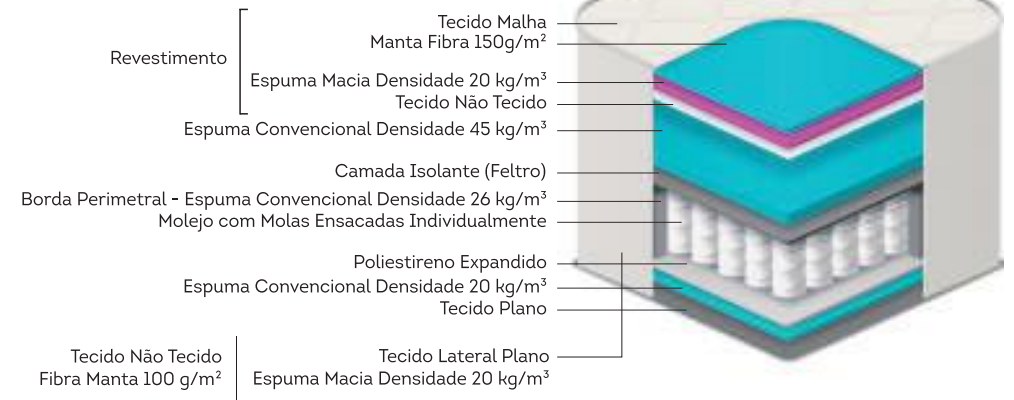 Tecido Malha
Manta Fibra 150g/m²
Revestimento
Espuma Macia Densidade 20 kg/m³
Tecido Não Tecido
Espuma Convencional Densidade 45 kg/m³
Camada Isolante (Feltro)
Borda Perimetral - Espuma Convencional Densidade 26 kg/m³
Molejo com Molas Ensacadas Individualmente
Poliestireno Expandido
Espuma Convencional Densidade 20 kg/m³
Tecido Plano
Tecido Não Tecido
Fibra Manta 100 g/m²
Tecido Lateral Plano
Espuma Macia Densidade 20 kg/m³